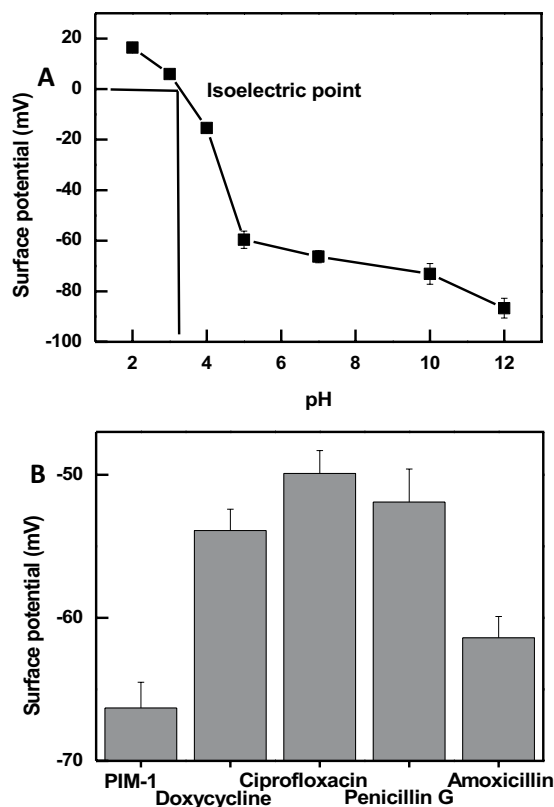 A
Surface potential (mV)
20
0
-20
-40
-60
-80
-100
Isoelectric point
2 4 6 8 10 12
pH
B
Surface potential (mV)
-50
-60
-70
PIM-1 Ciprofloxacin Amoxicillin
Doxycycline Penicillin G